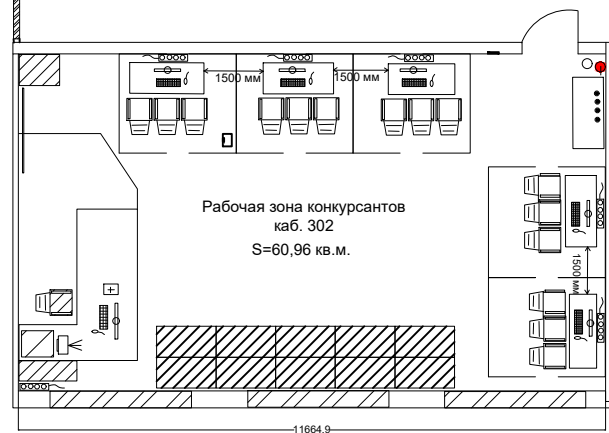 1500 мм
1500 мм
Рабочая зона конкурсантов
каб. 302
S=60,96 кв.м.
1500 мм
11664,9